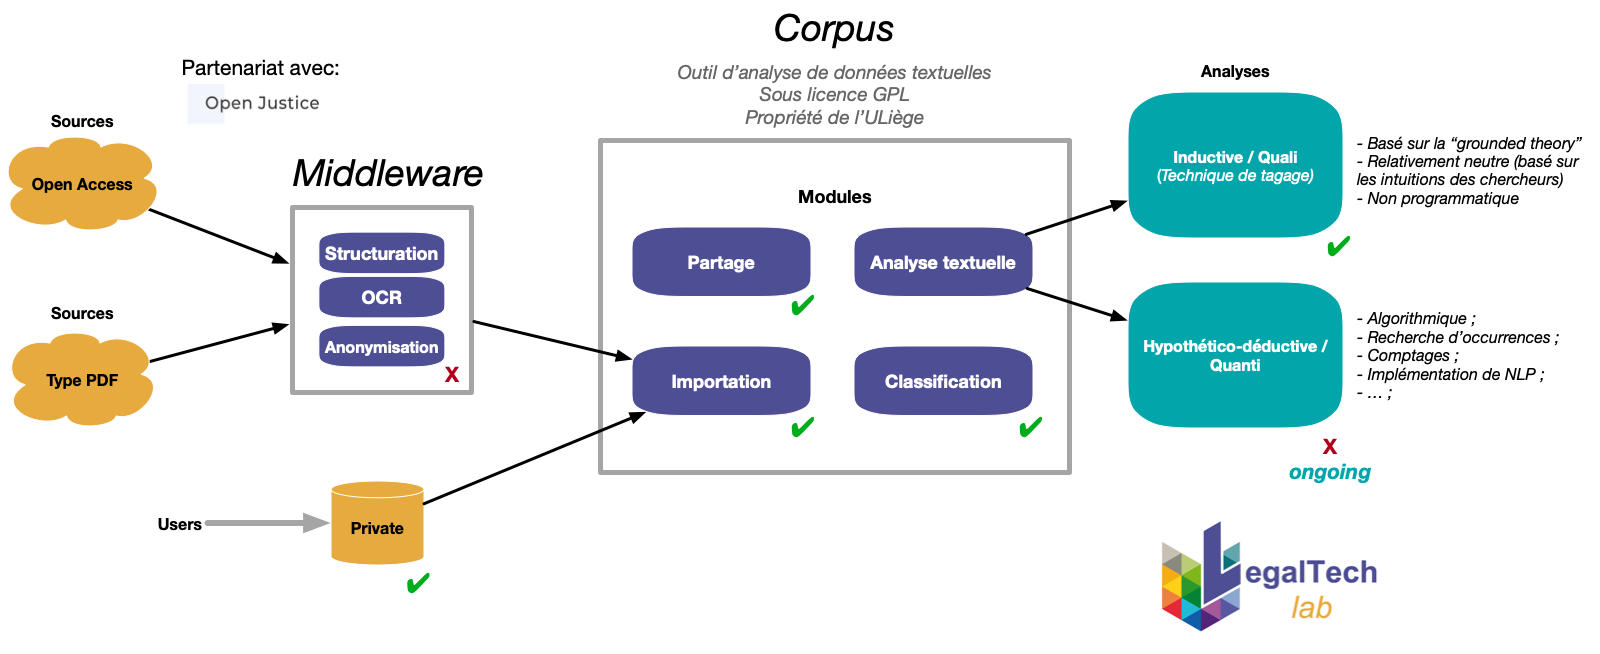 Corpus
Outil d’analyse de données textuelles
Sous licence GPL
Propriété de l’ULiège
Partenariat avec:
Open Justice
Sources
Open Access
Sources
Type PDF
Middleware
Structuration
OCR
Anonymisation
X
Users
Private
Modules
Partage
Analyse textuelle
Importation
Classification
Analyses
Inductive / Quali
(Technique de tagage)
- Basé sur la “grounded theory”
- Relativement neutre (basé sur
les intuitions des chercheurs)
- Non programmatique
Hypothético-déductive /
Quanti
- Algorithmique ;
- Recherche d’occurrences ;
- Comptages ;
- Implémentation de NLP ;
- … ;
X
ongoing
LegalTech
lab